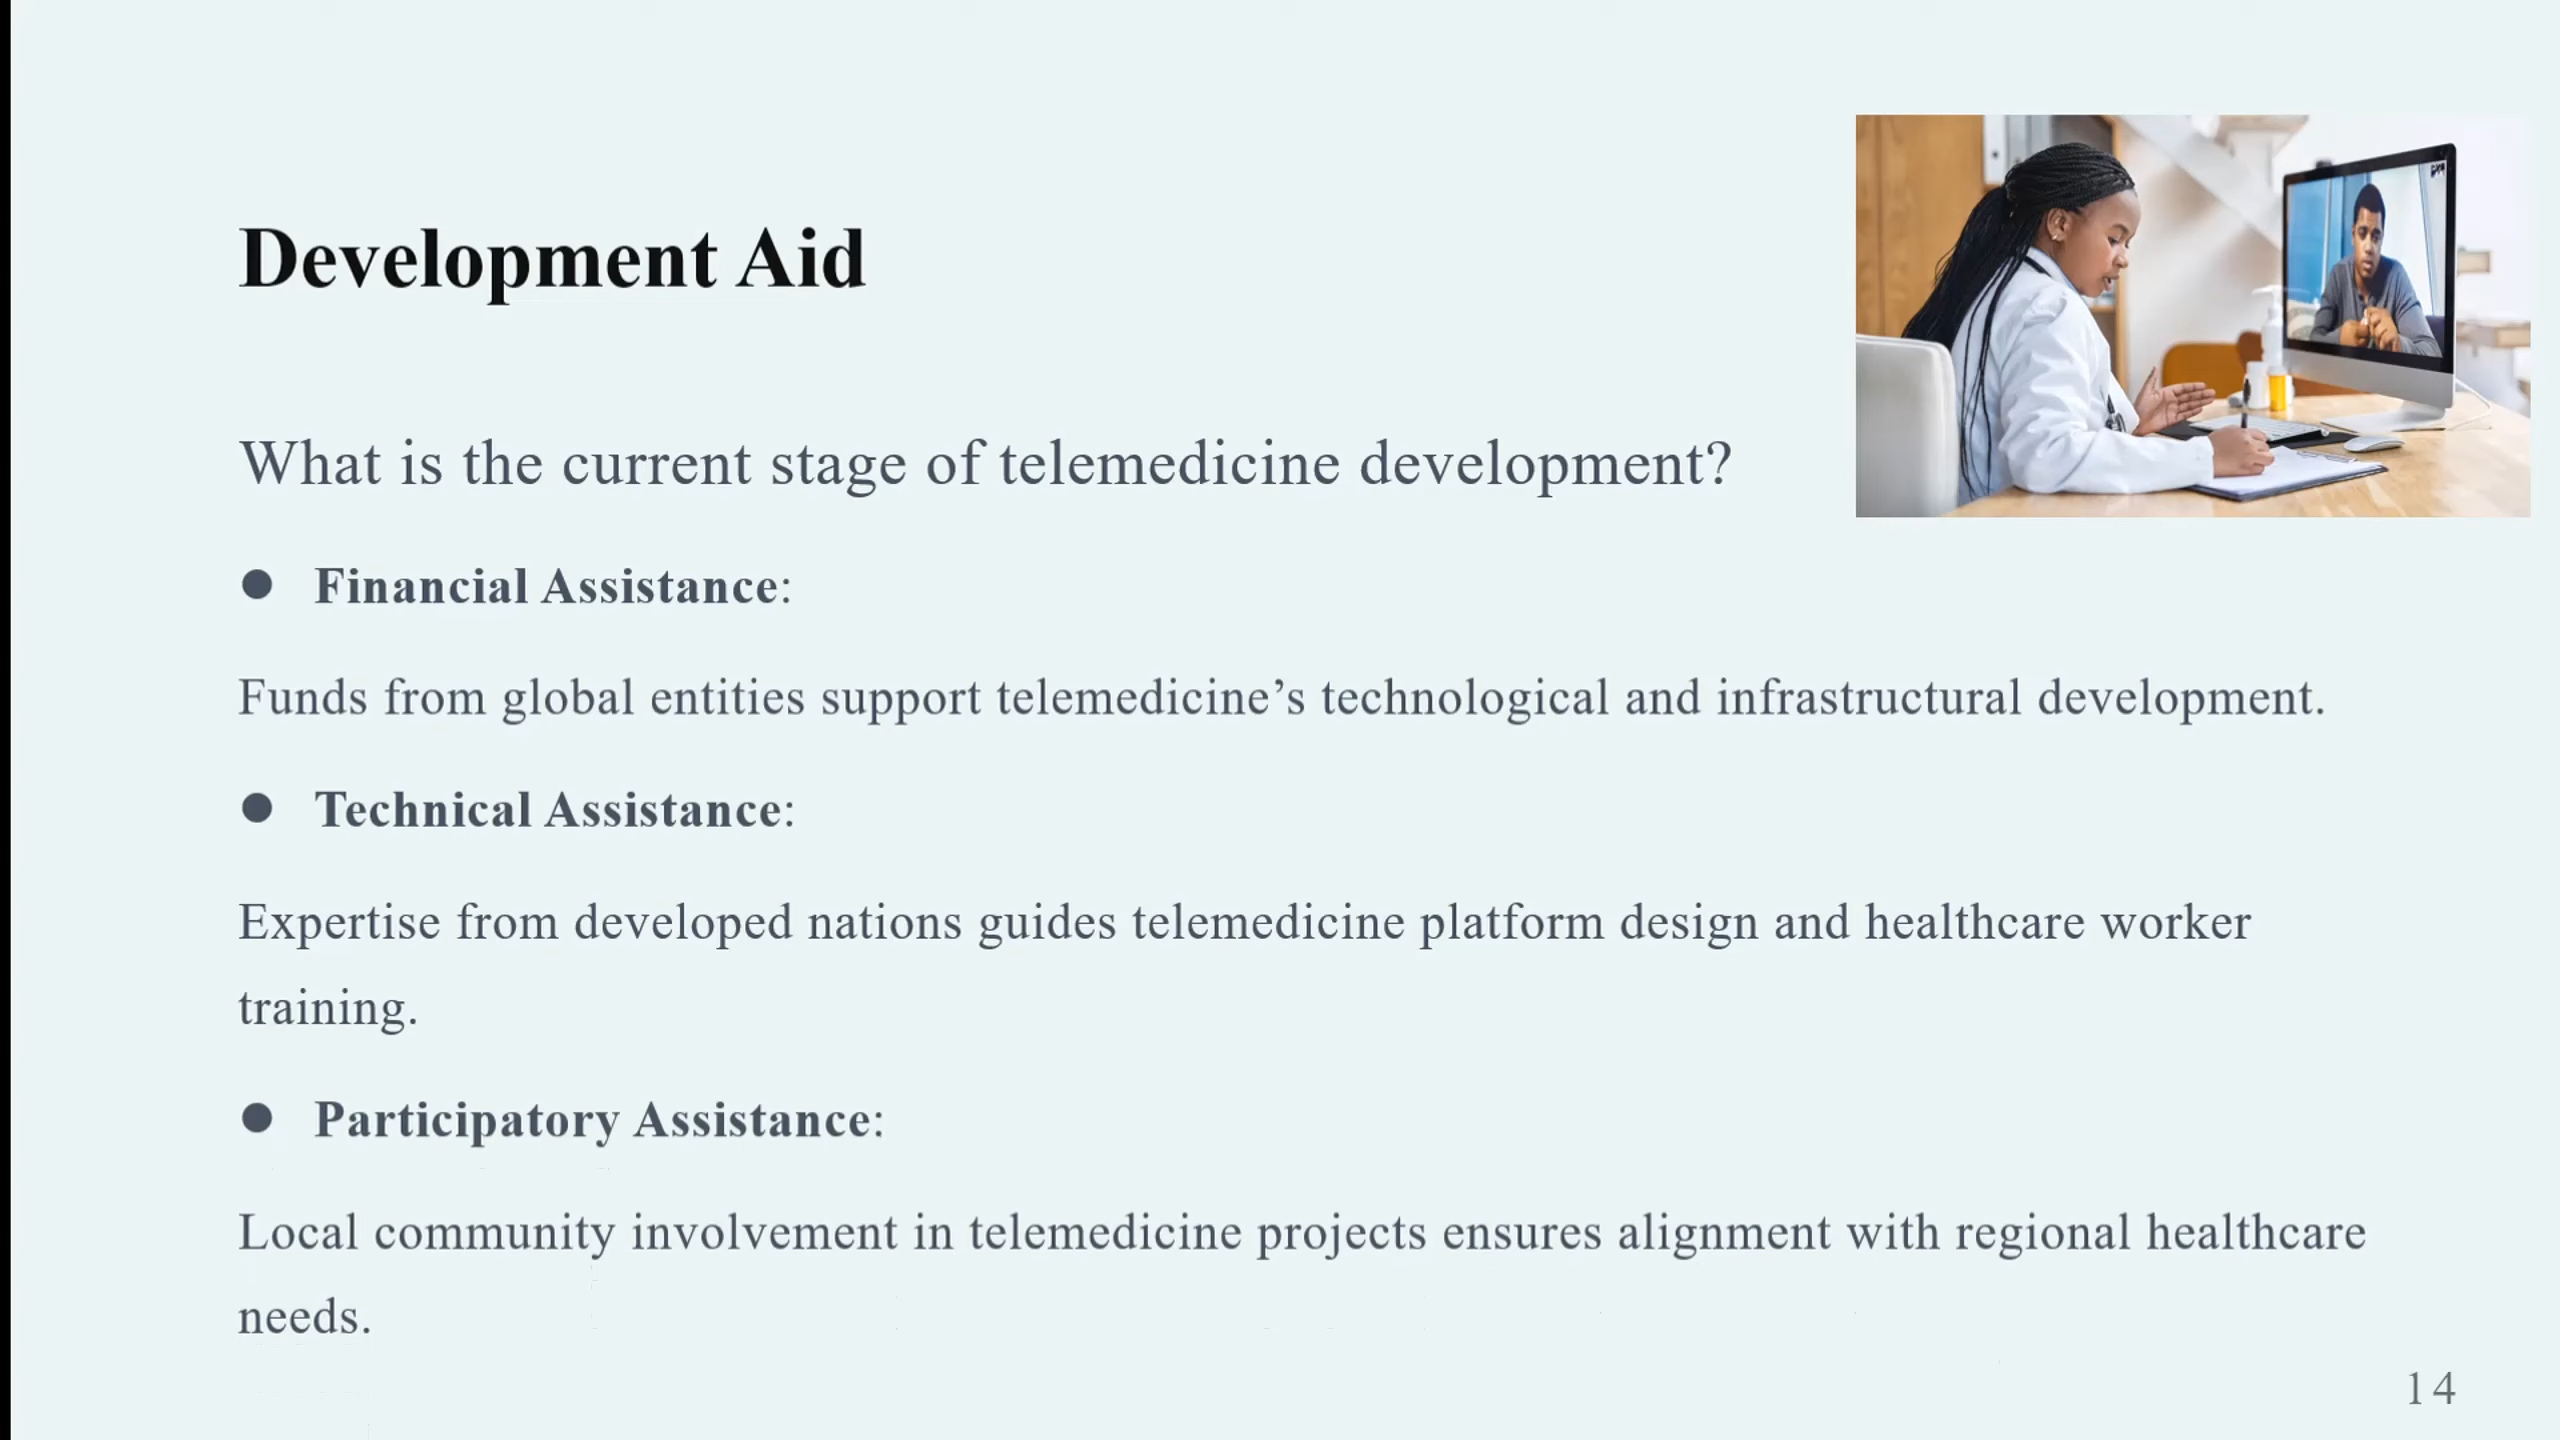 Development Aid
What is the current stage of telemedicine development?
● Financial Assistance:
Funds from global entities support telemedicine’s technological and infrastructural development.
● Technical Assistance:
Expertise from developed nations guides telemedicine platform design and healthcare worker
training.
● Participatory Assistance:
Local community involvement in telemedicine projects ensures alignment with regional healthcare
needs.
14